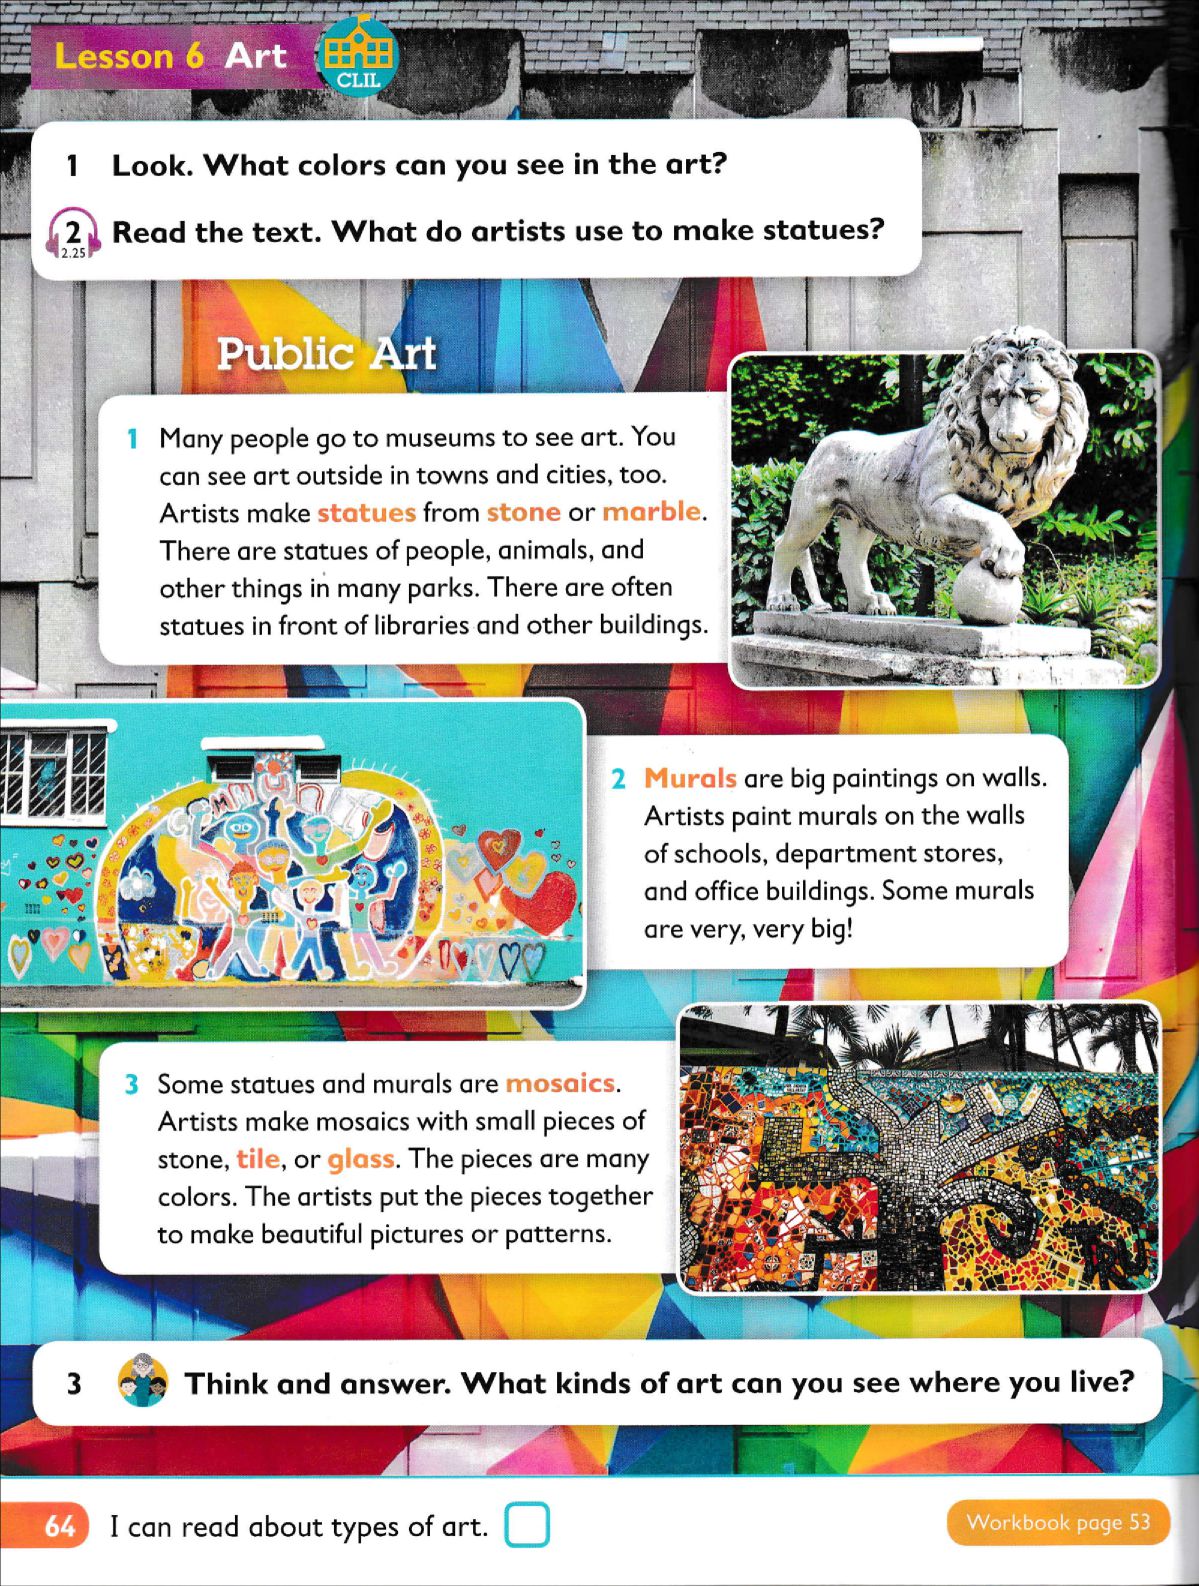 Lesson 6 Art
CLIL
1 Look. What colors can you see in the art?
2 Read the text. What do artists use to make statues?
2.25
Public Art
1 Many people go to museums to see art. You
can see art outside in towns and cities, too.
Artists make statues from stone or marble.
There are statues of people, animals, and
other things in many parks. There are often
statues in front of libraries and other buildings.
Community
2 Murals are big paintings on walls.
Artists paint murals on the walls
of schools, department stores,
and office buildings. Some murals
are very, very big!
3 Some statues and murals are mosaics.
Artists make mosaics with small pieces of
stone, tile, or glass. The pieces are many
colors. The artists put the pieces together
to make beautiful pictures or patterns.
3 Think and answer. What kinds of art can you see where you live?
64 I can read about types of art.
Workbook page 53